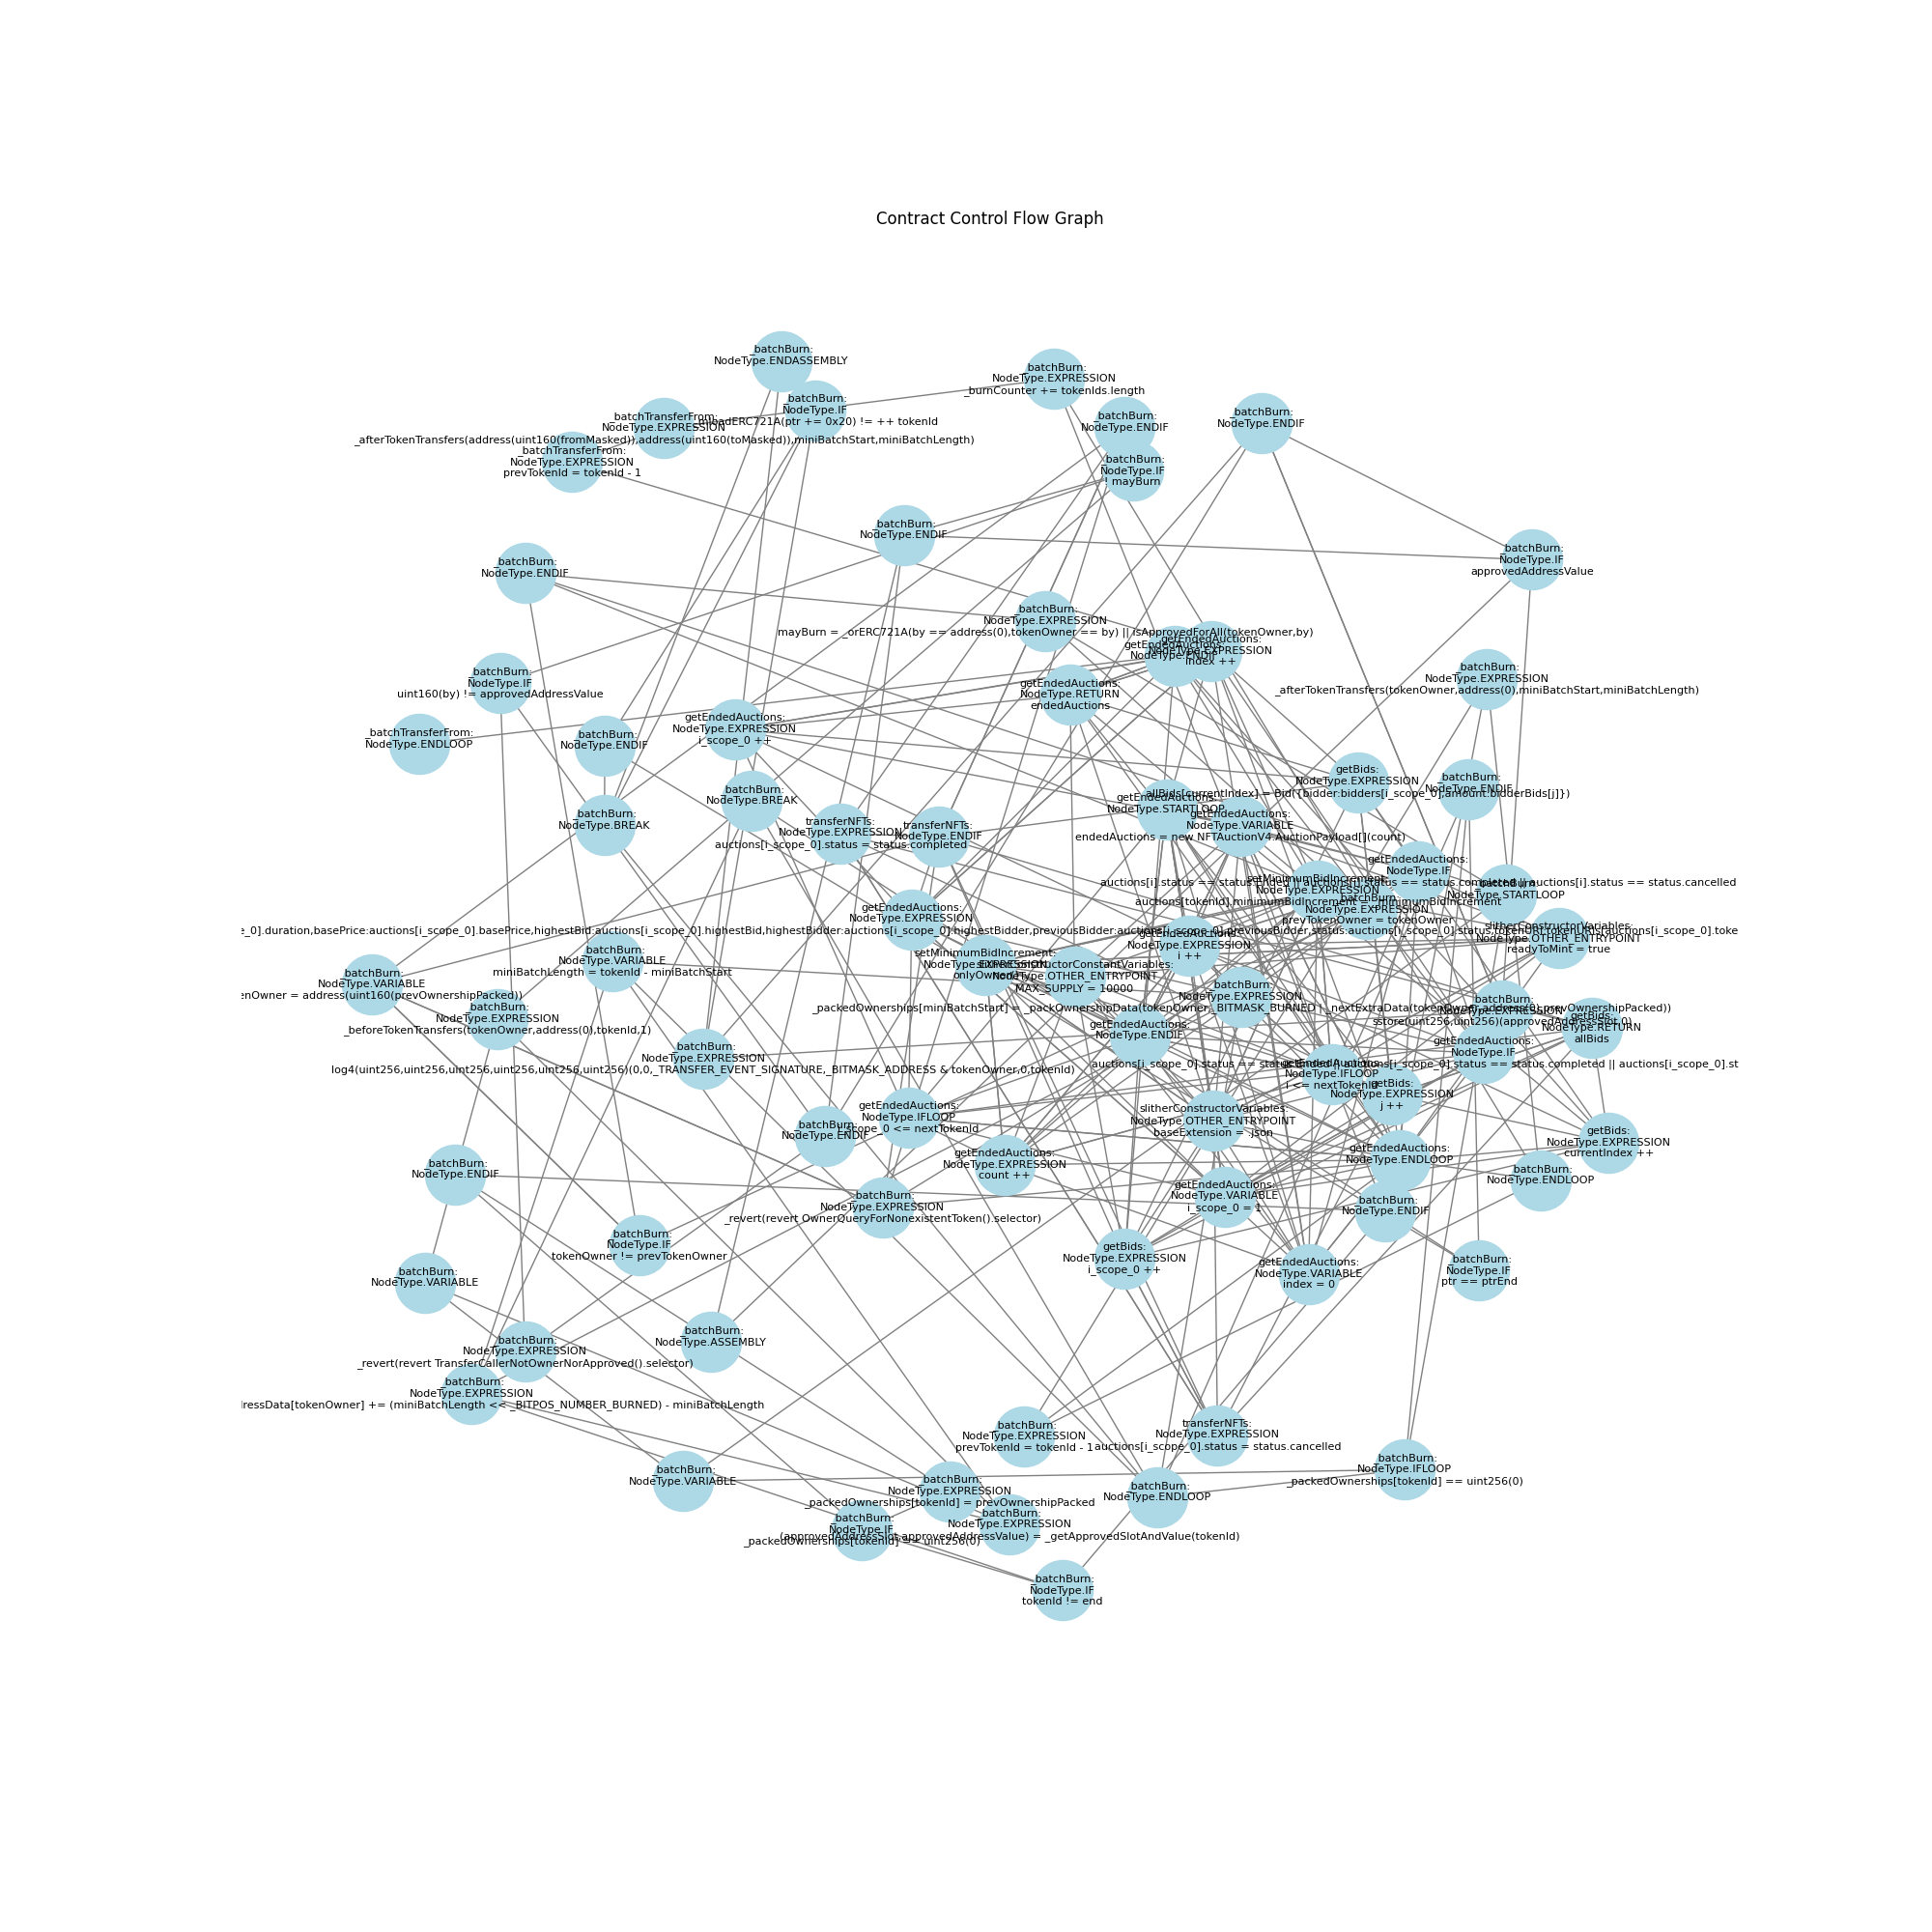 Contract Control Flow Graph
_batchBurn:
NodeType.ENDASSEMBLY
_batchBurn:
NodeType.EXPRESSION
_burnCounter += tokenIds.length
_batchBurn:
NodeType.IF
!= ++ tokenId
_batchTransferFrom:
NodeType.EXPRESSION
_afterTokenTransfers(address(uint160(fromMasked)),address(uint160(toMasked)),miniBatchStart,miniBatchLength)
_batchBurn:
NodeType.ENDIF
_batchBurn:
NodeType.ENDIF
_batchTransferFrom:
NodeType.EXPRESSION
prevTokenId = tokenId - 1
_batchBurn:
NodeType.IF
! mayBurn
_batchBurn:
NodeType.ENDIF
_batchBurn:
NodeType.IF
approvedAddressValue
_batchBurn:
NodeType.ENDIF
_batchBurn:
NodeType.EXPRESSION
mayBurn = _orERC721A(by == address(0),tokenOwner == by) || isApprovedForAll(tokenOwner,by)
getEndedAuctions:
NodeType.EXPRESSION
index ++
_batchBurn:
NodeType.IF
uint160(by) != approvedAddressValue
getEndedAuctions:
NodeType.RETURN
endedAuctions
_batchBurn:
NodeType.EXPRESSION
_afterTokenTransfers(tokenOwner,address(0),miniBatchStart,miniBatchLength)
_batchTransferFrom:
NodeType.ENDLOOP
_batchBurn:
NodeType.ENDIF
getEndedAuctions:
NodeType.EXPRESSION
i_scope_0 ++
getBids:
NodeType.EXPRESSION
allBids[currentIndex] = Bid({bidder:bidders[i_scope_0],amount:bidderBids[j]})
_batchBurn:
NodeType.ENDIF
_batchBurn:
NodeType.BREAK
_batchBurn:
NodeType.BREAK
getEndedAuctions:
NodeType.STARTLOOP
getEndedAuctions:
NodeType.VARIABLE
endedAuctions = new NFTAuctionV4.AuctionPayload[](count)
transferNFTs:
NodeType.EXPRESSION
auctions[i_scope_0].status = status.completed
transferNFTs:
NodeType.ENDIF
getEndedAuctions:
NodeType.IF
auctions[i].status == status.ended || auctions[i].status == status.completed || auctions[i].status == status.cancelled
setMinimumBidIncrement:
NodeType.EXPRESSION
auctions[tokenId].minimumBidIncrement = _minimumBidIncrement
NodeType.STARTLOOP
_batchBurn:
NodeType.EXPRESSION
prevTokenOwner = tokenOwner
getEndedAuctions:
NodeType.EXPRESSION
e_0].duration,basePrice:auctions[i_scope_0].basePrice,highestBid:auctions[i_scope_0].highestBid,highestBidder:auctions[i_scope_0].highestBidder,previousBidder:auctions[i_scope_0].previousBidder,status:auctions[i_scope_0].status,tokenURI:tokenURIs[auctions[i_scope_0].toke
slitherConstructorVariables:
NodeType.OTHER_ENTRYPOINT
readyToMint = true
getEndedAuctions:
NodeType.EXPRESSION
i ++
_batchBurn:
NodeType.VARIABLE
miniBatchLength = tokenId - miniBatchStart
setMinimumBidIncrement:
NodeType.EXPRESSION
onlyOwner()
NodeType.OTHER_ENTRYPOINT
MAX_SUPPLY = 10000
_batchBurn:
NodeType.VARIABLE
enOwner = address(uint160(prevOwnershipPacked))
_batchBurn:
NodeType.EXPRESSION
_packedOwnerships[miniBatchStart] = _packOwnershipData(tokenOwner,_BITMASK_BURNED | _nextExtraData(tokenOwner,address(0),prevOwnershipPacked))
_batchBurn:
NodeType.EXPRESSION
sstore(uint256,uint256)(approvedAddressSlot,0)
_batchBurn:
NodeType.EXPRESSION
_beforeTokenTransfers(tokenOwner,address(0),tokenId,1)
getBids:
NodeType.RETURN
allBids
getEndedAuctions:
NodeType.ENDIF
getEndedAuctions:
NodeType.IF
_batchBurn:
NodeType.EXPRESSION
log4(uint256,uint256,uint256,uint256,uint256,uint256)(0,0,_TRANSFER_EVENT_SIGNATURE,_BITMASK_ADDRESS & tokenOwner,0,tokenId)
NodeType.IFLOOP
i <= nextTokenId
getBids:
NodeType.EXPRESSION
j ++
getEndedAuctions:
NodeType.IFLOOP
i_scope_0 <= nextTokenId
slitherConstructorVariables:
NodeType.OTHER_ENTRYPOINT
baseExtension = .json
_batchBurn:
NodeType.ENDIF
getBids:
NodeType.EXPRESSION
currentIndex ++
getEndedAuctions:
NodeType.EXPRESSION
count ++
getEndedAuctions:
NodeType.ENDLOOP
_batchBurn:
NodeType.ENDIF
_batchBurn:
NodeType.ENDLOOP
getEndedAuctions:
NodeType.VARIABLE
i_scope_0 = 1
_batchBurn:
NodeType.EXPRESSION
_revert(revert OwnerQueryForNonexistentToken().selector)
_batchBurn:
NodeType.ENDIF
_batchBurn:
NodeType.IF
tokenOwner != prevTokenOwner
getBids:
NodeType.EXPRESSION
i_scope_0 ++
getEndedAuctions:
NodeType.VARIABLE
index = 0
_batchBurn:
NodeType.IF
ptr == ptrEnd
_batchBurn:
NodeType.VARIABLE
_batchBurn:
NodeType.ASSEMBLY
_batchBurn:
NodeType.EXPRESSION
_revert(revert TransferCallerNotOwnerNorApproved().selector)
_batchBurn:
NodeType.EXPRESSION
ressData[tokenOwner] += (miniBatchLength << _BITPOS_NUMBER_BURNED) - miniBatchLength
_batchBurn:
NodeType.EXPRESSION
prevTokenId = tokenId - 1
transferNFTs:
NodeType.EXPRESSION
auctions[i_scope_0].status = status.cancelled
_batchBurn:
NodeType.IFLOOP
_packedOwnerships[tokenId] == uint256(0)
_batchBurn:
NodeType.VARIABLE
_batchBurn:
NodeType.EXPRESSION
_packedOwnerships[tokenId] = prevOwnershipPacked
_batchBurn:
NodeType.ENDLOOP
_batchBurn:
NodeType.EXPRESSION
(approvedAddressSlot,approvedAddressValue) = _getApprovedSlotAndValue(tokenId)
_batchBurn:
NodeType.IF
_packedOwnerships[tokenId] == uint256(0)
_batchBurn:
NodeType.IF
tokenId != end